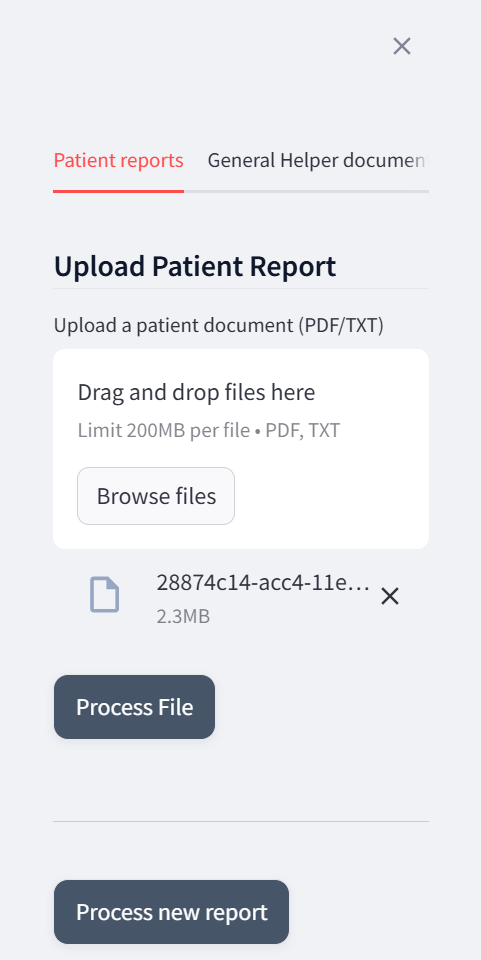 Patient reports General Helper documen
Upload Patient Report
Upload a patient document (PDF/TXT)
Drag and drop files here
Limit 200MB per file • PDF, TXT
Browse files
28874c14-acc4-11e...
2.3MB
Process File
Process new report